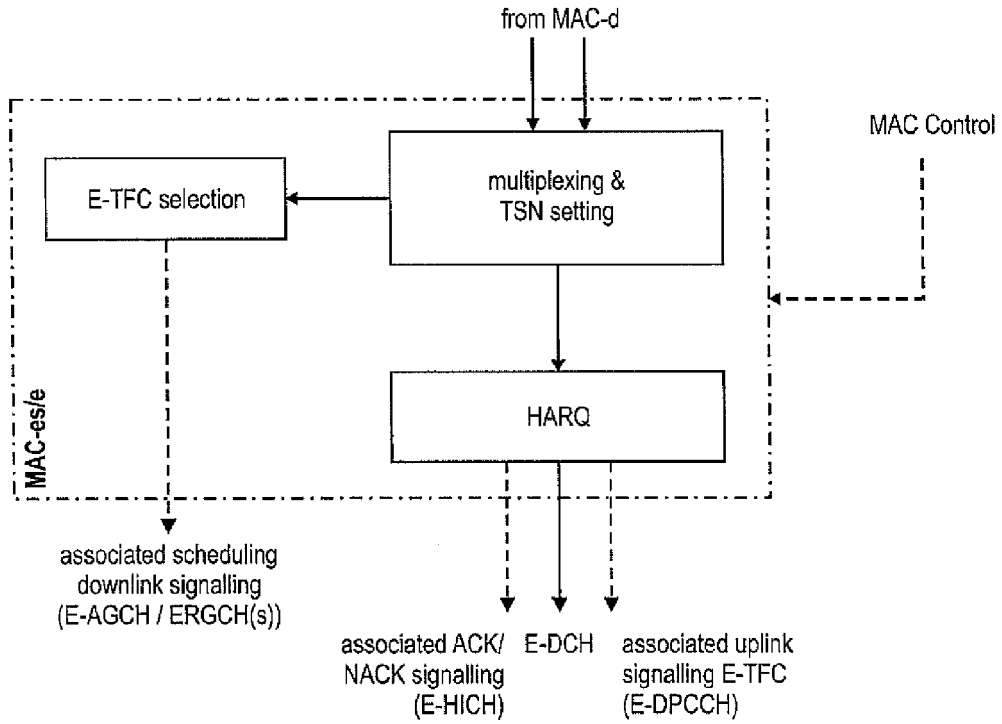 from MAC-d
MAC Control
E-TFC selection
multiplexing &
TSN setting
HARQ
MAC-es/e
associated scheduling
downlink signalling
(E-AGCH / ERGCH(s))
associated ACK/
NACK signalling
(E-HICH)
E-DCH
associated uplink
signalling E-TFC
(E-DPCCH)